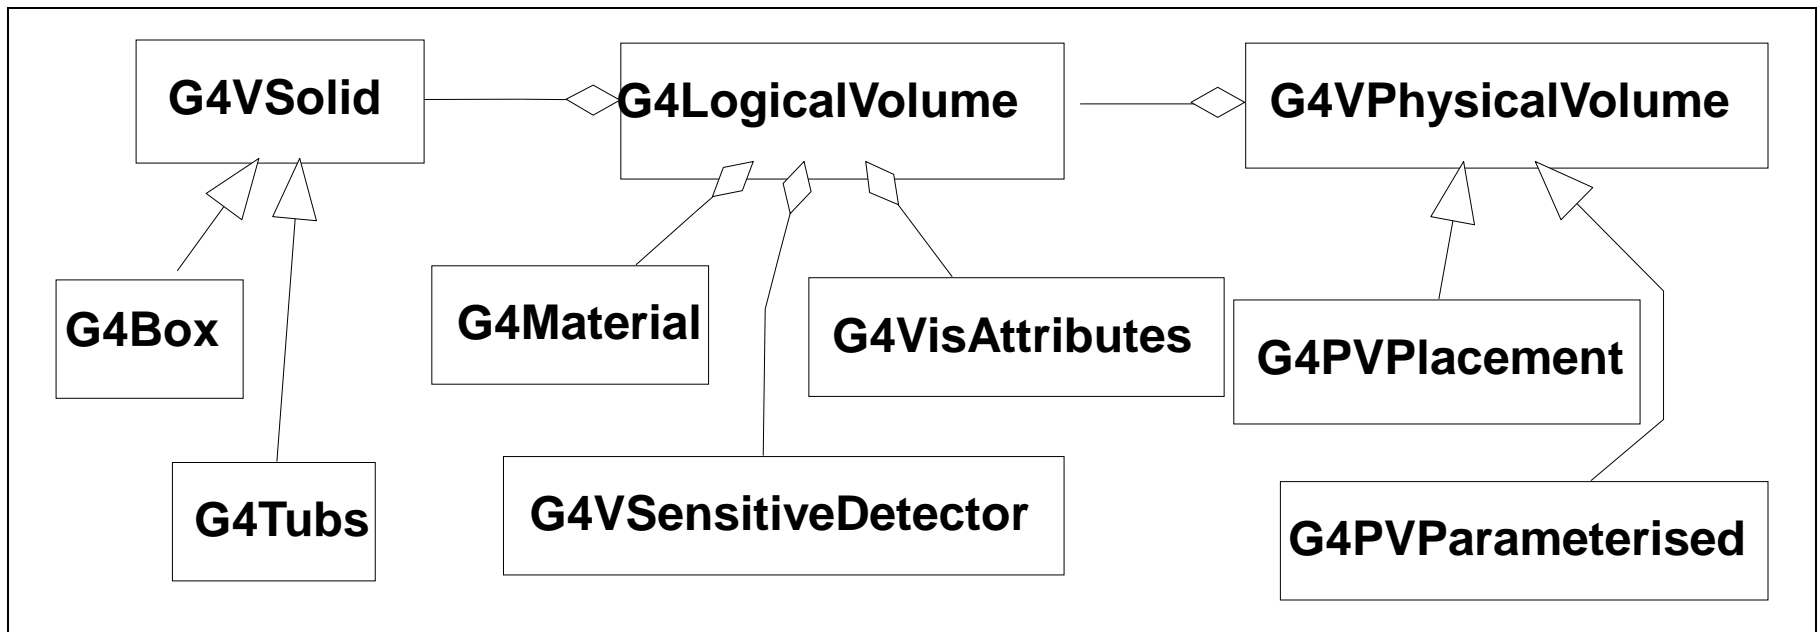 G4VSolid
G4LogicalVolume
G4VPhysicalVolume
G4Box
G4Material
G4VisAttributes
G4PVPlacement
G4Tubs
G4VSensitiveDetector
G4PVParameterised